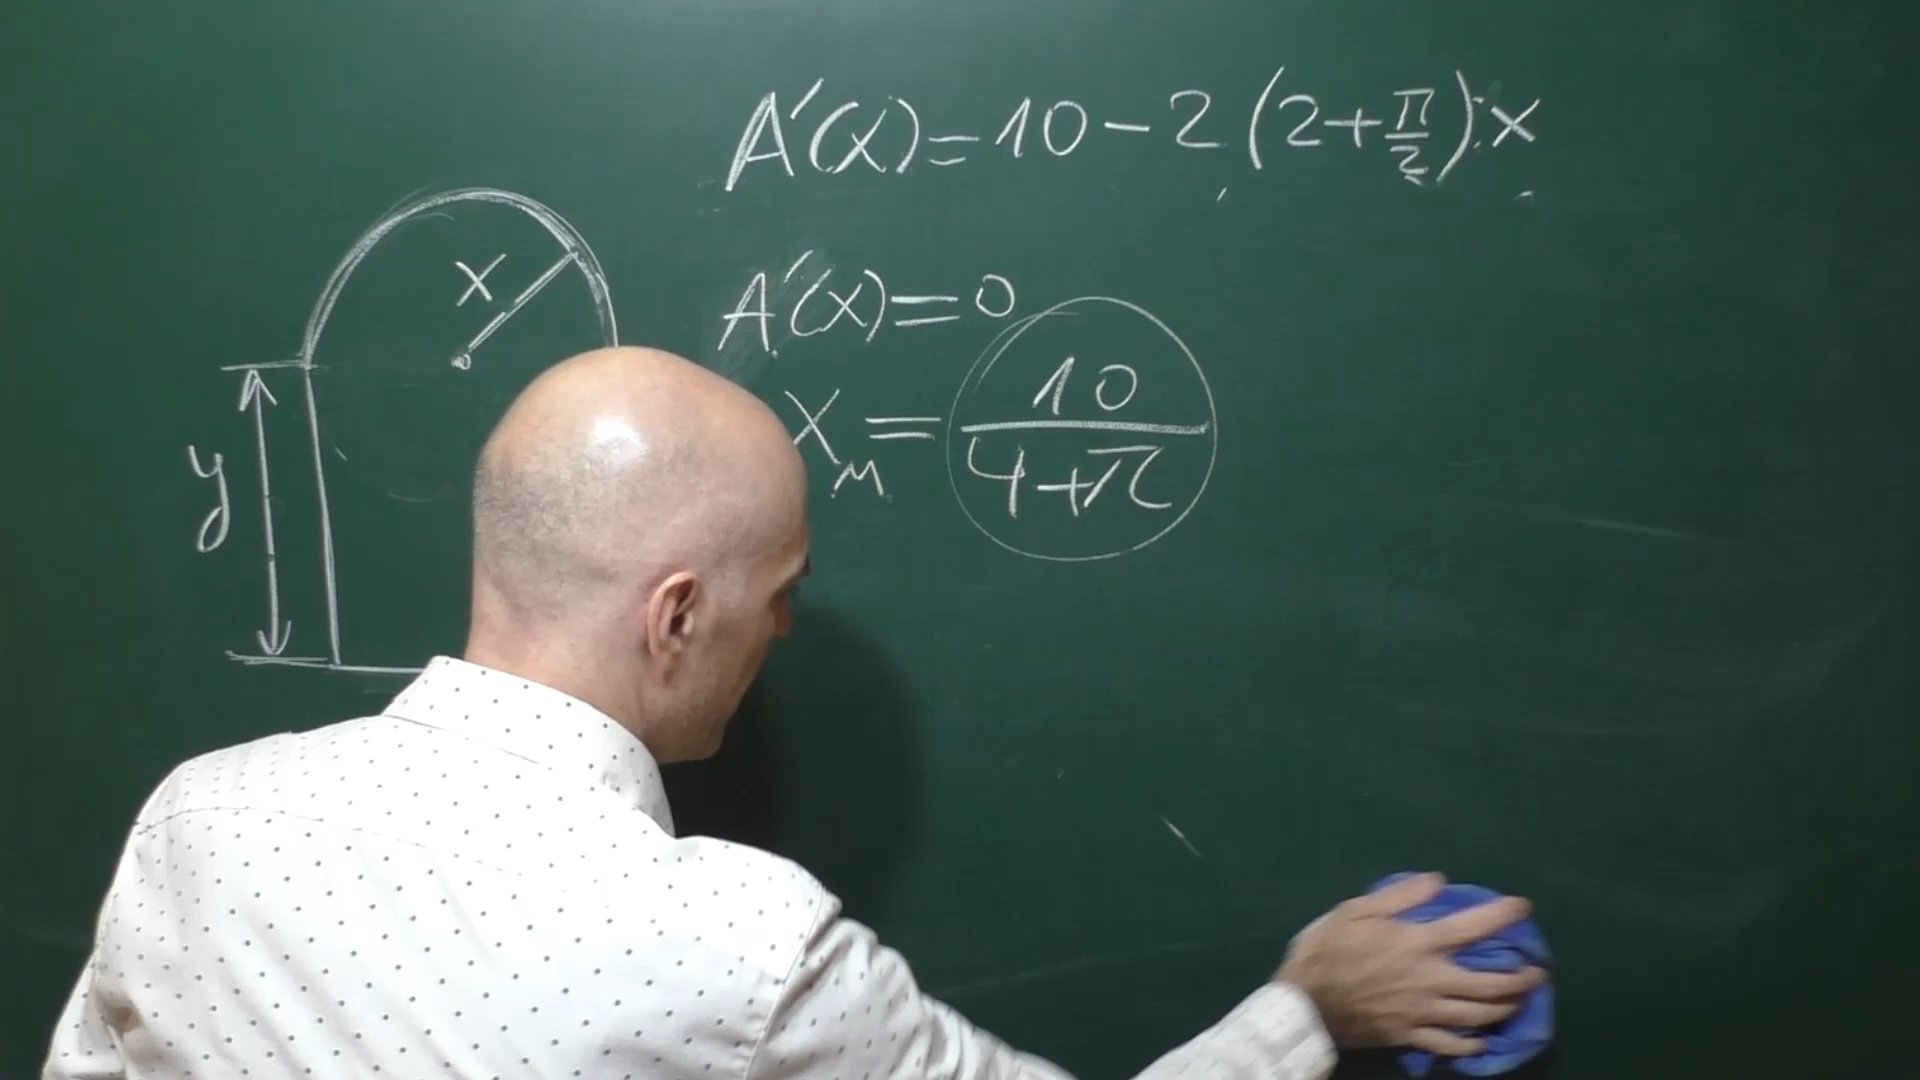 A'(x)=10-2(2+π/2)·x
x
A'(x)=0
x_M = 10/(4+π)
y